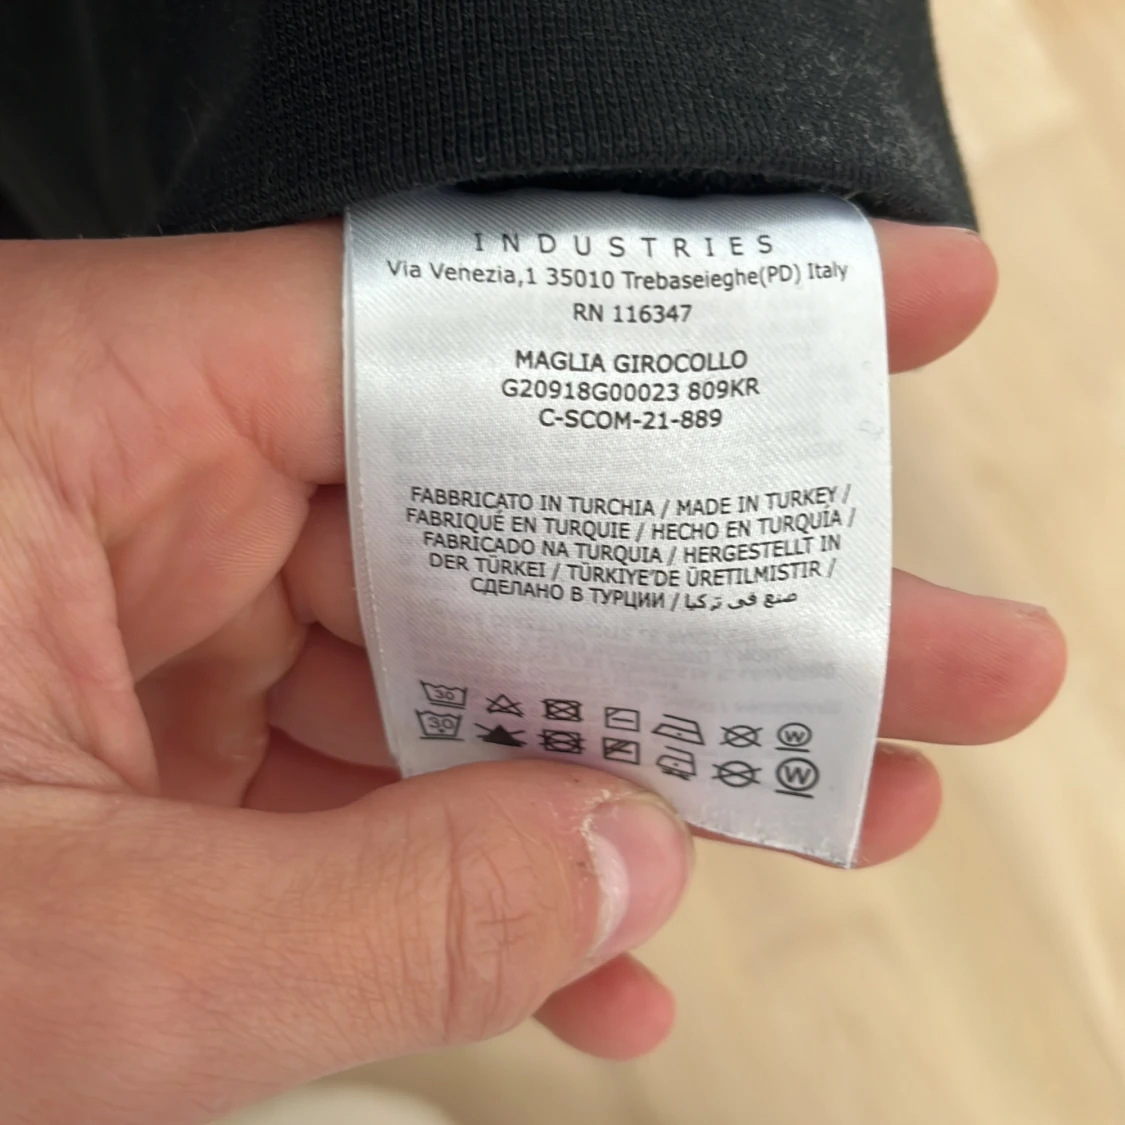 INDUSTRIES
Via Venezia,1 35010 Trebaseieghe(PD) Italy
RN 116347
MAGLIA GIROCOLLO
G20918G00023 809KR
C-SCOM-21-889
FABBRICATO IN TURCHIA / MADE IN TURKEY /
FABRIQUÉ EN TURQUIE / HECHO EN TURQUÍA /
FABRICADO NA TURQUIA / HERGESTELLT IN
DER TÜRKEI / TÜRKIYE'DE ÜRETILMISTIR /
СДЕЛАНО В ТУРЦИИ / صنع في تركيا
30 W
30 W